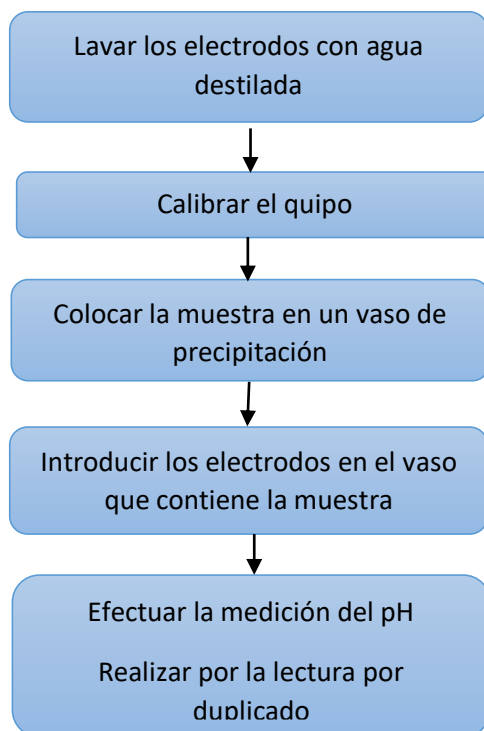 Lavar los electrodos con agua
destilada
Calibrar el quipo
Colocar la muestra en un vaso de
precipitación
Introducir los electrodos en el vaso
que contiene la muestra
Efectuar la medición del pH
Realizar por la lectura por
duplicado